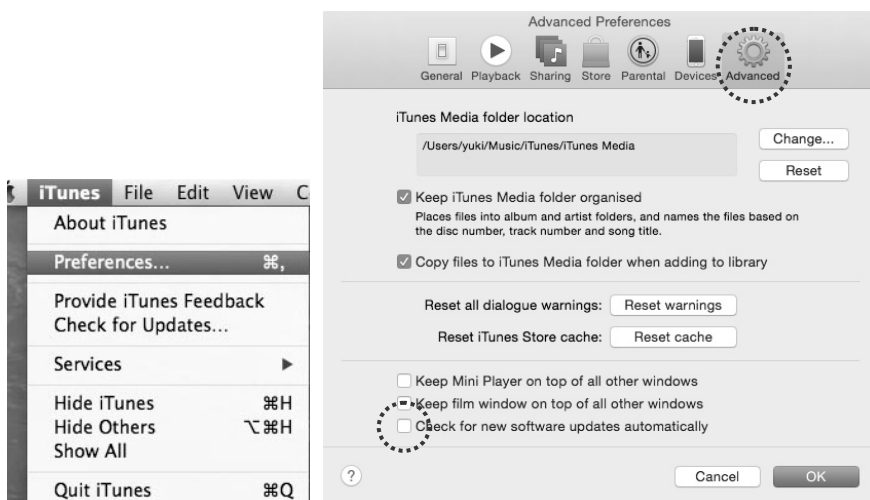 iTunes File Edit View
About iTunes
Preferences... ⌘,
Provide iTunes Feedback
Check for Updates...
Services ▶
Hide iTunes ⌘H
Hide Others ⌥⌘H
Show All
Quit iTunes ⌘Q
Advanced Preferences
General Playback Sharing Store Parental Devices Advanced
iTunes Media folder location
/Users/yuki/Music/iTunes/iTunes Media
Change...
Reset
Keep iTunes Media folder organised
Places files into album and artist folders, and names the files based on
the disc number, track number and song title.
Copy files to iTunes Media folder when adding to library
Reset all dialogue warnings: Reset warnings
Reset iTunes Store cache: Reset cache
Keep Mini Player on top of all other windows
Keep film window on top of all other windows
Check for new software updates automatically
? Cancel OK